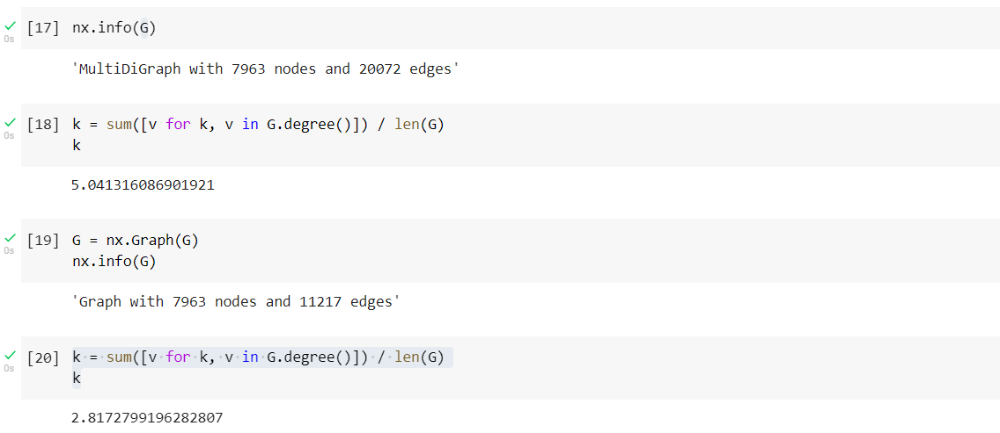 [17] nx.info(G)
0s
'MultiDiGraph with 7963 nodes and 20072 edges'
[18] k = sum([v for k, v in G.degree()]) / len(G)
0s
k
5.041316086901921
[19] G = nx.Graph(G)
0s
nx.info(G)
'Graph with 7963 nodes and 11217 edges'
[20] k = sum([v for k, v in G.degree()]) / len(G)
0s
k
2.8172799196282807